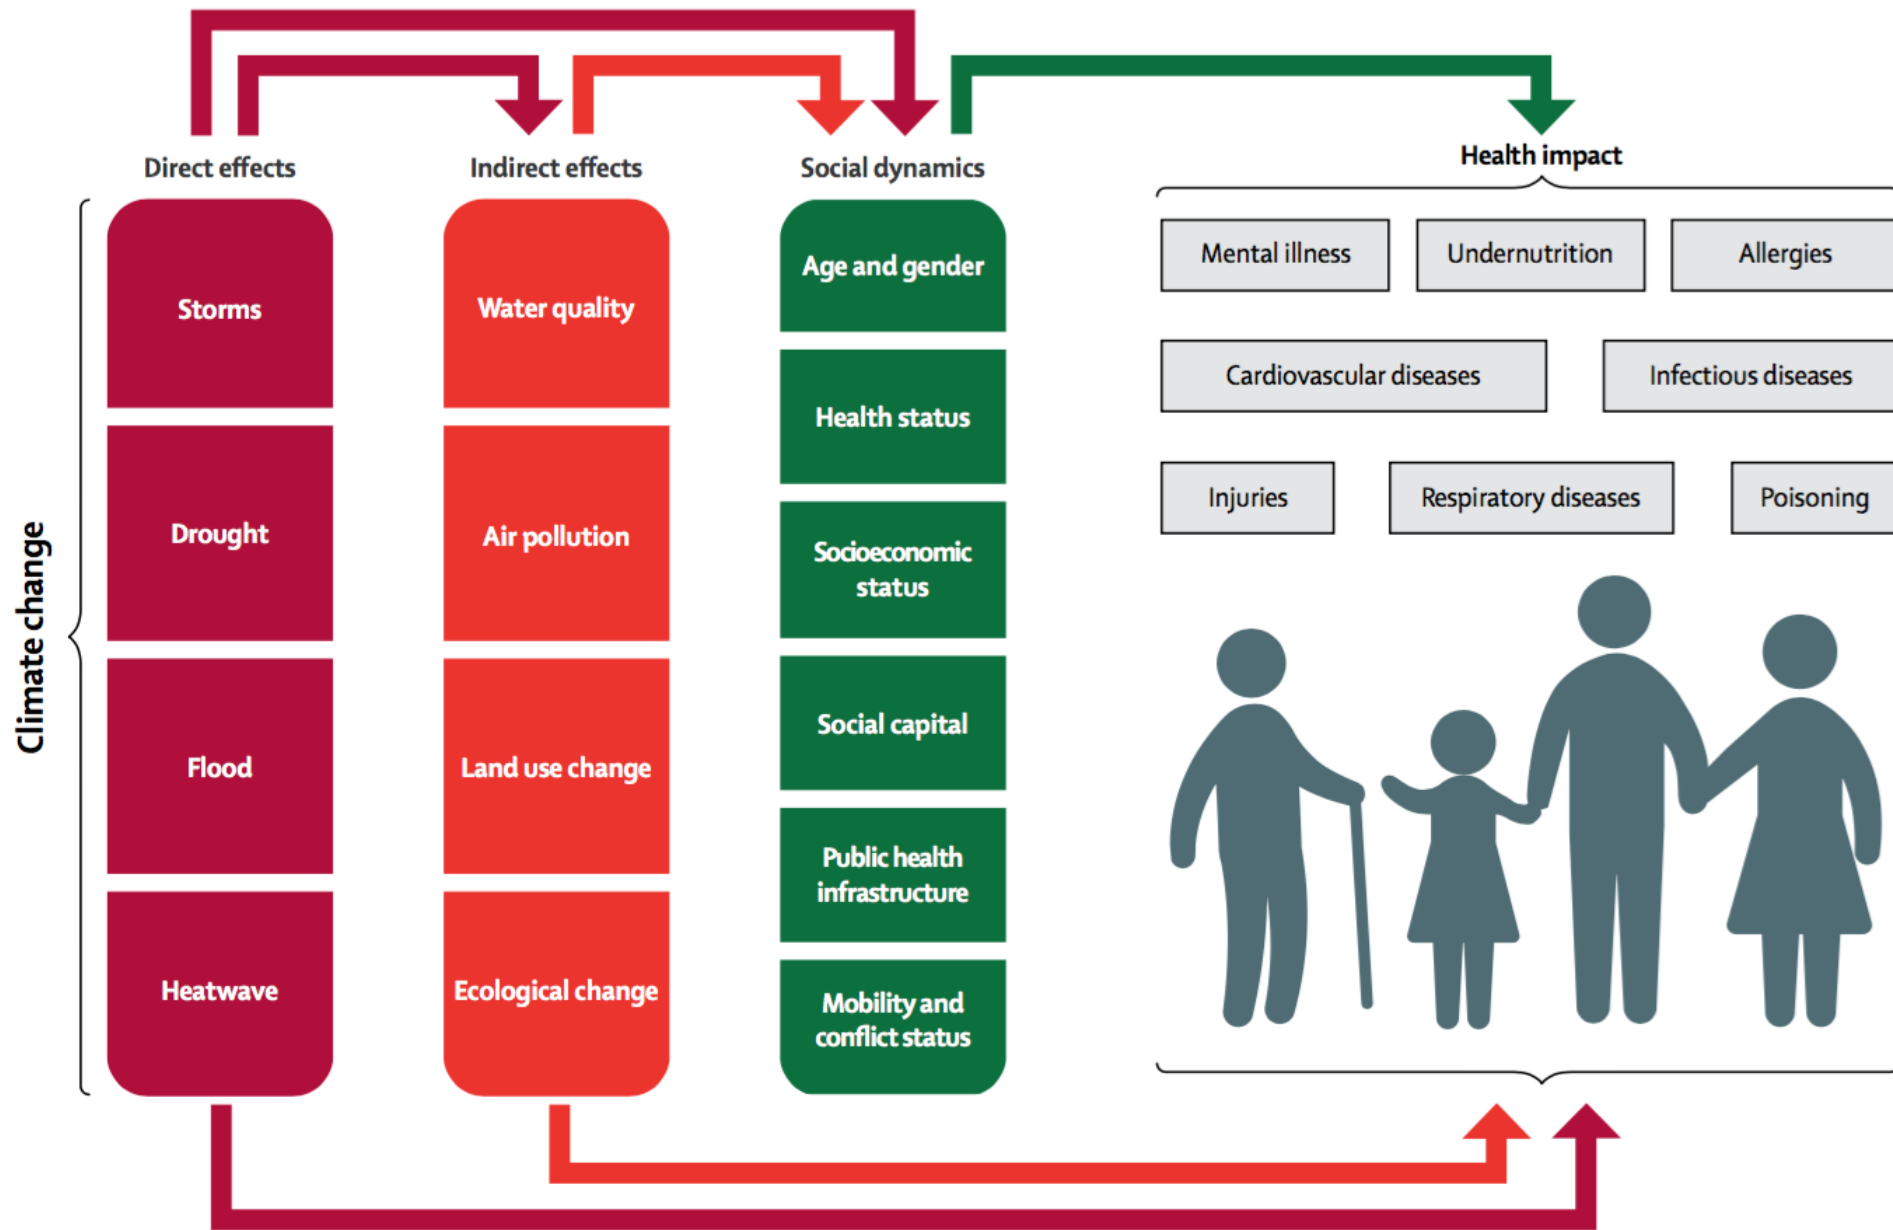 Direct effects
Indirect effects
Social dynamics
Health impact
Climate change
Storms
Drought
Flood
Heatwave
Water quality
Air pollution
Land use change
Ecological change
Age and gender
Health status
Socioeconomic
status
Social capital
Public health
infrastructure
Mobility and
conflict status
Mental illness
Undernutrition
Allergies
Cardiovascular diseases
Infectious diseases
Injuries
Respiratory diseases
Poisoning